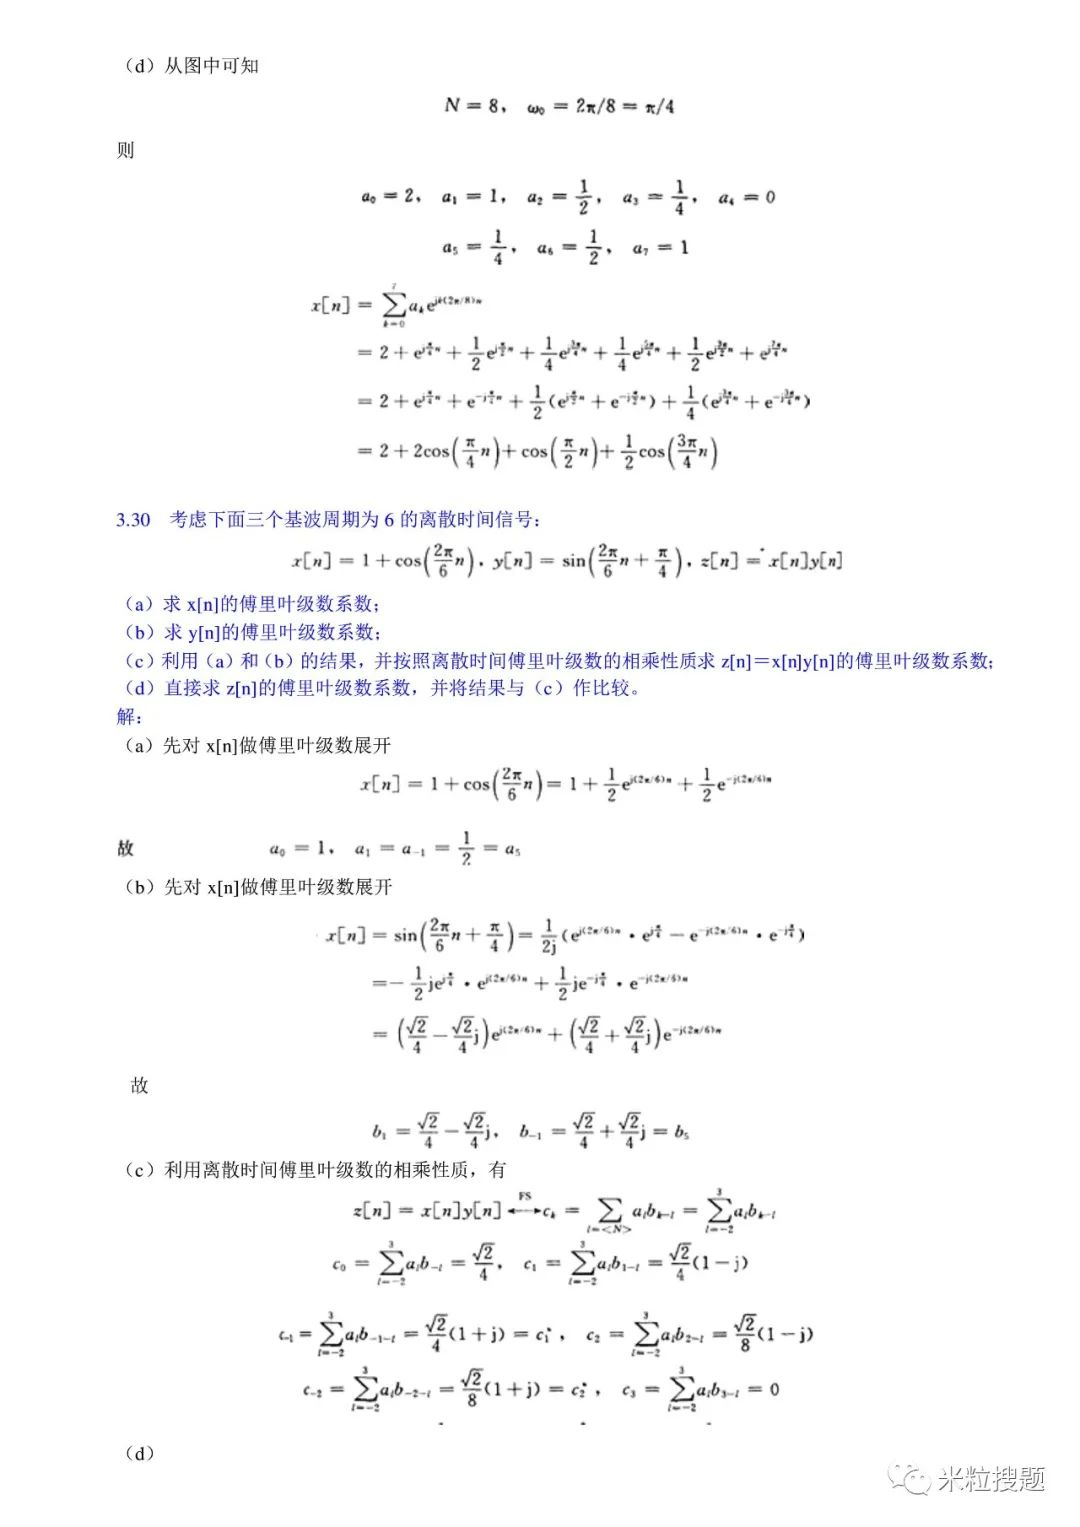 （d）从图中可知
N = 8, ω₀ = 2π/8 = π/4
则
a₀ = 2, a₁ = 1, a₂ = 1/2, a₃ = 1/4, a₄ = 0
a₅ = 1/4, a₆ = 1/2, a₇ = 1
x[n] = ∑_{k=0}^{7} a_k e^{jk(2π/8)n}
= 2 + e^{j(π/4)n} + 1/2 e^{j(π/2)n} + 1/4 e^{j(3π/4)n} + 1/4 e^{j(5π/4)n} + 1/2 e^{j(3π/2)n} + e^{j(7π/4)n}
= 2 + e^{j(π/4)n} + e^{-j(π/4)n} + 1/2 (e^{j(π/2)n} + e^{-j(π/2)n}) + 1/4 (e^{j(3π/4)n} + e^{-j(3π/4)n})
= 2 + 2cos(π/4 n) + cos(π/2 n) + 1/2 cos(3π/4 n)
3.30 考虑下面三个基波周期为 6 的离散时间信号:
x[n] = 1 + cos(2π/6 n), y[n] = sin(2π/6 n + π/4), z[n] = x[n]y[n]
（a）求 x[n]的傅里叶级数系数;
（b）求 y[n]的傅里叶级数系数;
（c）利用（a）和（b）的结果，并按照离散时间傅里叶级数的相乘性质求 z[n]＝x[n]y[n]的傅里叶级数系数;
（d）直接求 z[n]的傅里叶级数系数，并将结果与（c）作比较。
解:
（a）先对 x[n]做傅里叶级数展开
x[n] = 1 + cos(2π/6 n) = 1 + 1/2 e^{j(2π/6)n} + 1/2 e^{-j(2π/6)n}
故 a₀ = 1, a₁ = a₋₁ = 1/2 = a₅
（b）先对 x[n]做傅里叶级数展开
x[n] = sin(2π/6 n + π/4) = 1/2j (e^{j(2π/6)n} · e^{jπ/4} − e^{-j(2π/6)n} · e^{-jπ/4})
= − 1/2 je^{jπ/4} · e^{j(2π/6)n} + 1/2 je^{-jπ/4} · e^{-j(2π/6)n}
= (√2/4 − √2/4 j)e^{j(2π/6)n} + (√2/4 + √2/4 j)e^{-j(2π/6)n}
故
b₁ = √2/4 − √2/4 j, b₋₁ = √2/4 + √2/4 j = b₅
（c）利用离散时间傅里叶级数的相乘性质，有
z[n] = x[n]y[n] ⟷^{FS} c_k = ∑_{l=<N>} a_l b_{k−l} = ∑_{l=−2}^{3} a_l b_{k−l}
c₀ = ∑_{l=−2}^{3} a_l b_{−l} = √2/4, c₁ = ∑_{l=−2}^{3} a_l b_{1−l} = √2/4 (1 − j)
c₋₁ = ∑_{l=−2}^{3} a_l b_{−1−l} = √2/4 (1 + j) = c₁*, c₂ = ∑_{l=−2}^{3} a_l b_{2−l} = √2/8 (1 − j)
c₋₂ = ∑_{l=−2}^{3} a_l b_{−2−l} = √2/8 (1 + j) = c₂*, c₃ = ∑_{l=−2}^{3} a_l b_{3−l} = 0
（d）
米粒搜题